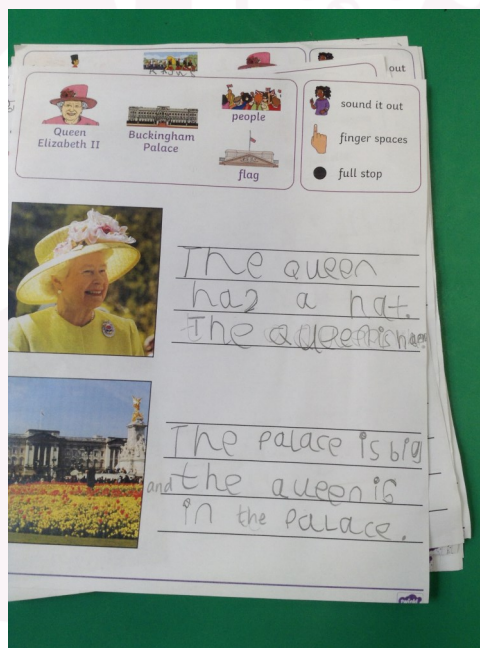 out
Queen
Elizabeth II
Buckingham
Palace
people
flag
sound it out
finger spaces
full stop
The queen
has a hat.
The queen is
The palace is big
and the queen is
in the palace.